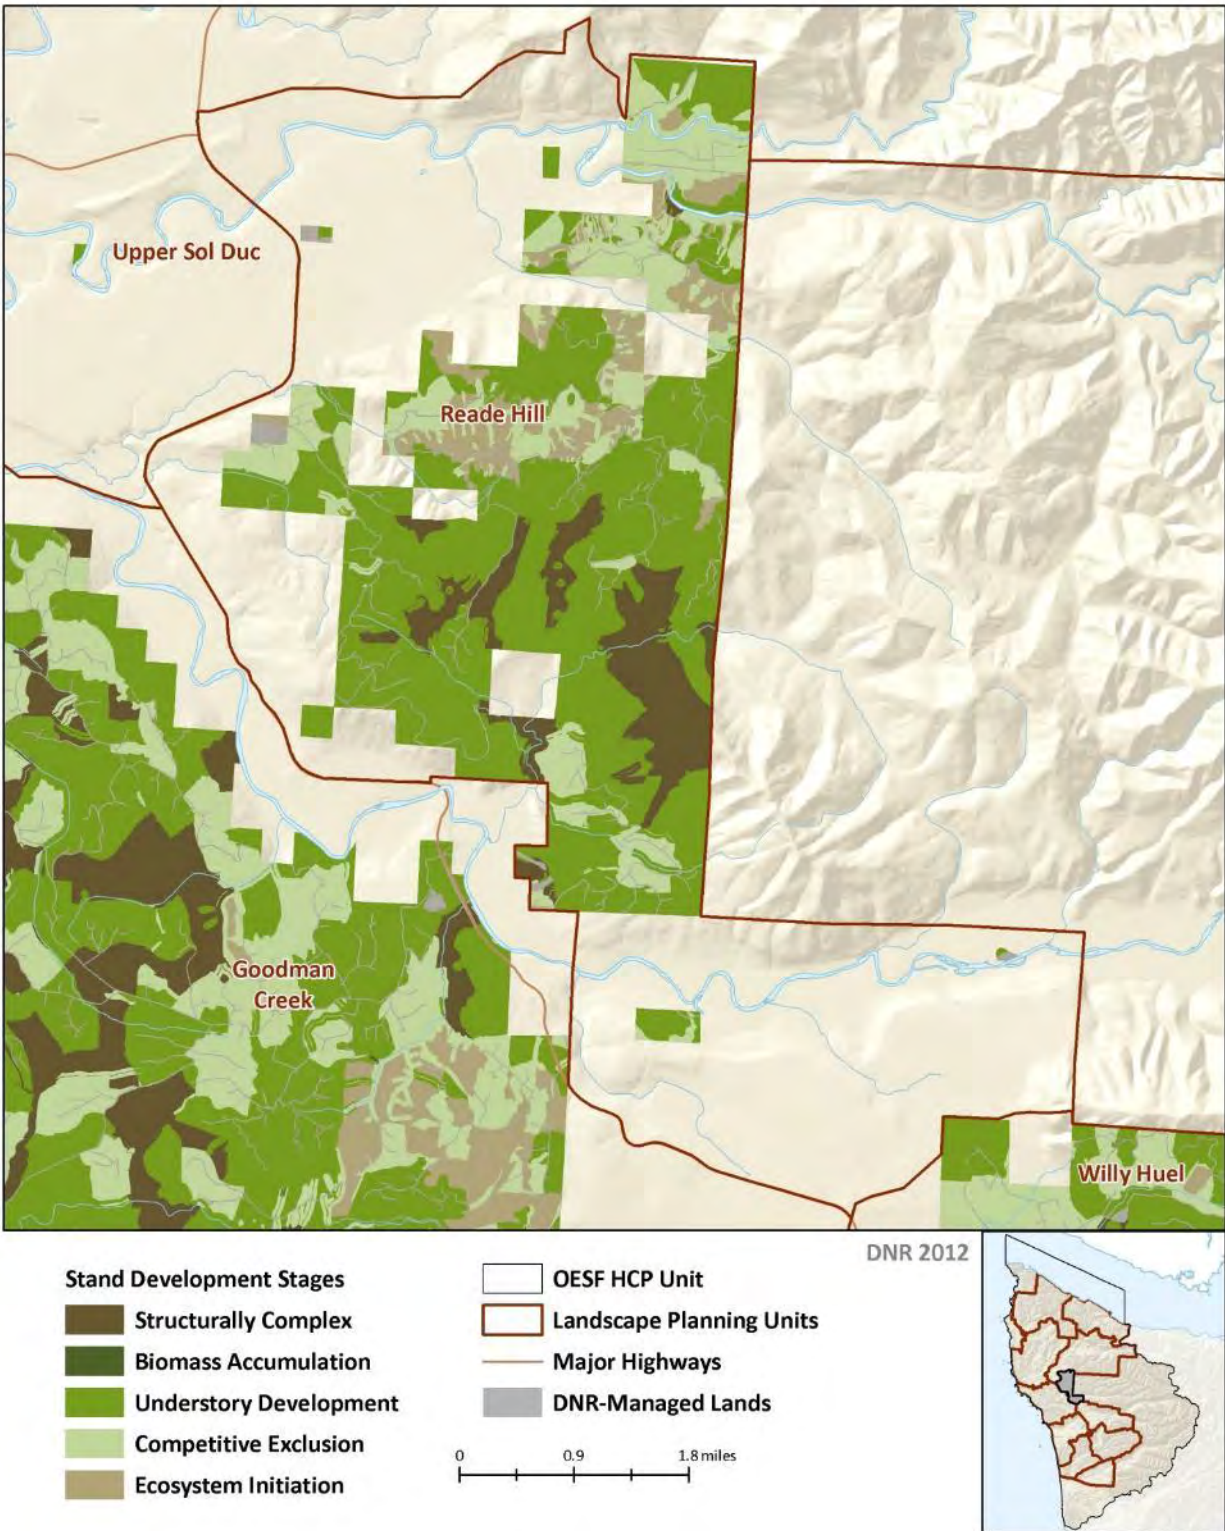 Upper Sol Duc
Reade Hill
Goodman
Creek
Willy Huel
DNR 2012
Stand Development Stages
Structurally Complex
Biomass Accumulation
Understory Development
Competitive Exclusion
Ecosystem Initiation
OESF HCP Unit
Landscape Planning Units
Major Highways
DNR-Managed Lands
0 0.9 1.8 miles